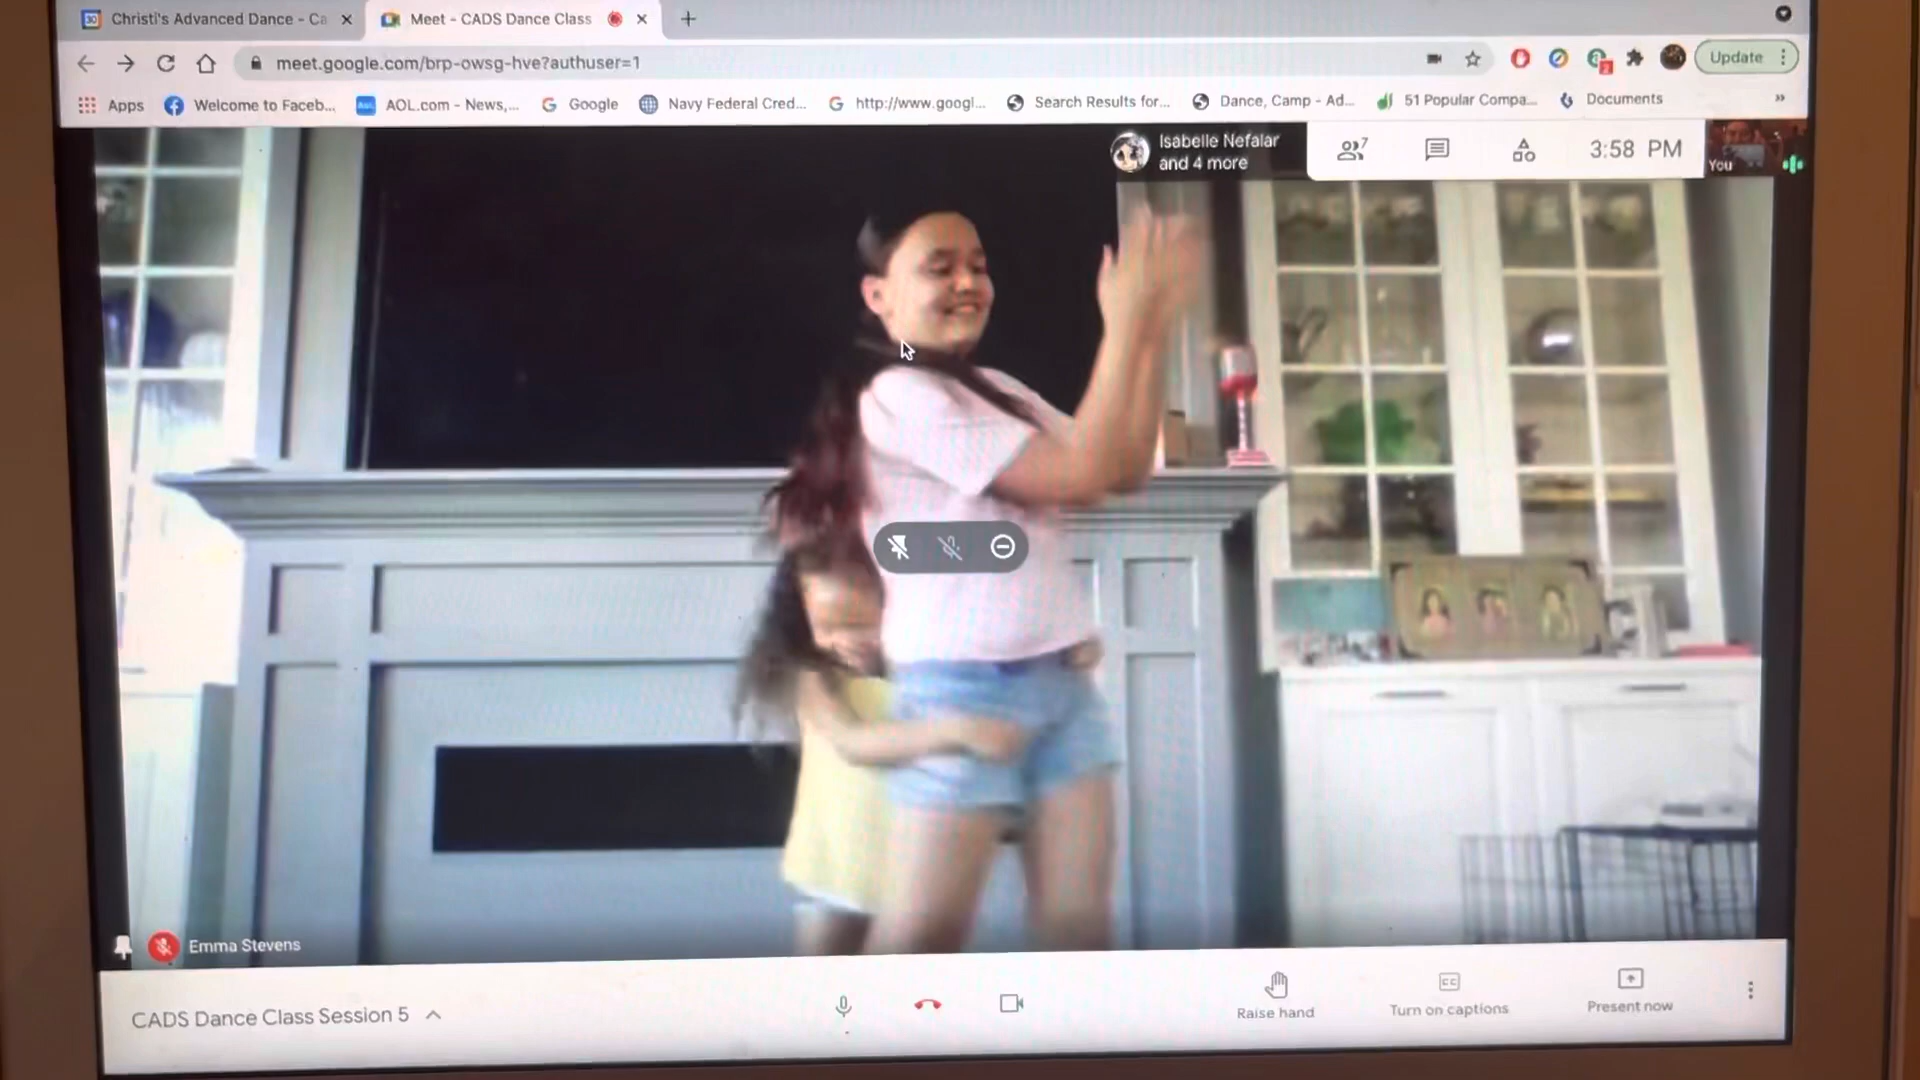 Christi's Advanced Dance - Ca
Meet - CADS Dance Class
meet.google.com/brp-owsg-hve?authuser=1
2
Update
Apps
Welcome to Faceb...
AOL.com - News,...
Google
Navy Federal Cred...
http://www.googl...
Search Results for...
Dance, Camp - Ad...
51 Popular Compa...
Documents
»
Isabelle Nefalar
and 4 more
7
3:58 PM
You
Emma Stevens
CADS Dance Class Session 5
Raise hand
CC
Turn on captions
Present now